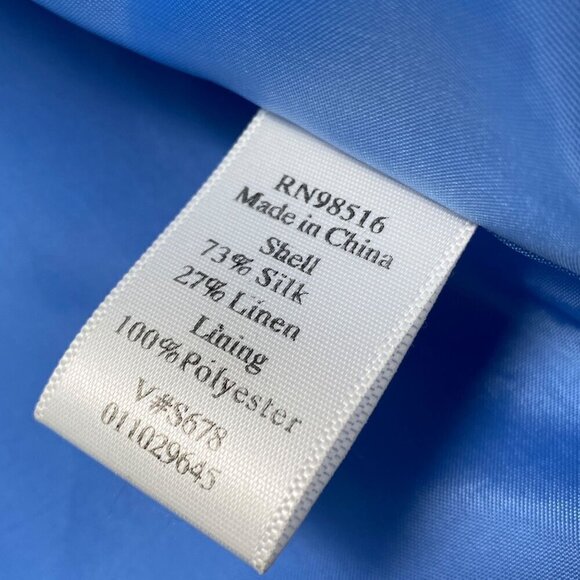 RN98516
Made in China
Shell
73% Silk
27% Linen
Lining
100% Polyester
V#S678
011029645